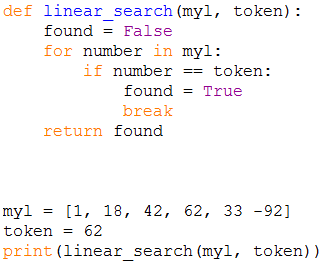 def linear_search(myl, token):
    found = False
    for number in myl:
        if number == token:
            found = True
            break
    return found
myl = [1, 18, 42, 62, 33 -92]
token = 62
print(linear_search(myl, token))